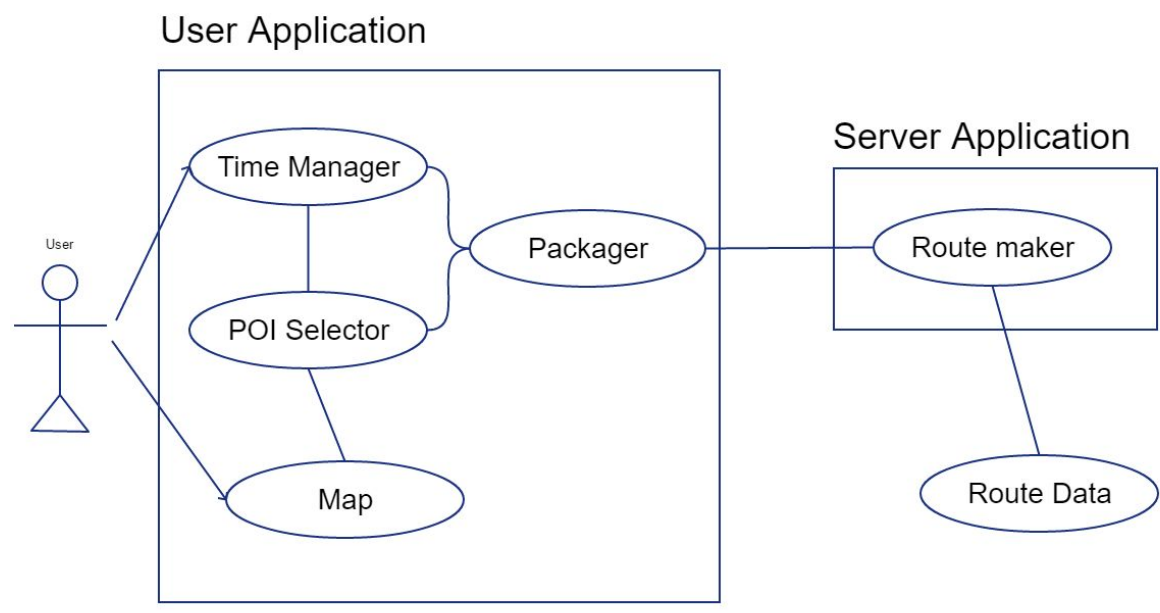 User Application
Server Application
Time Manager
User
Packager
Route maker
POI Selector
Map
Route Data